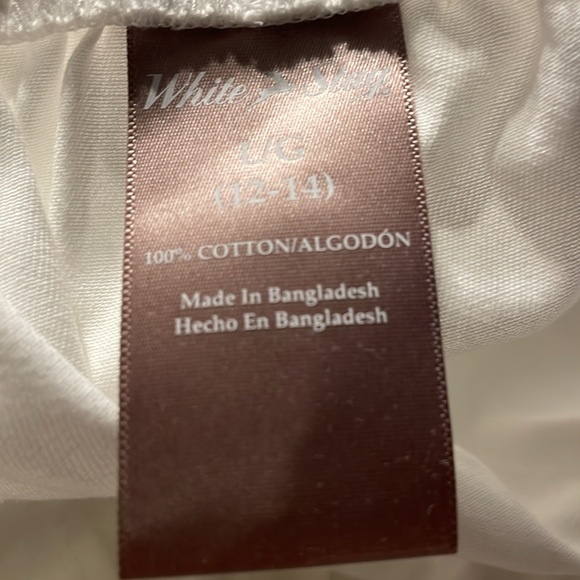 White Stag
L/G
(12-14)
100% COTTON/ALGODÓN
Made In Bangladesh
Hecho En Bangladesh